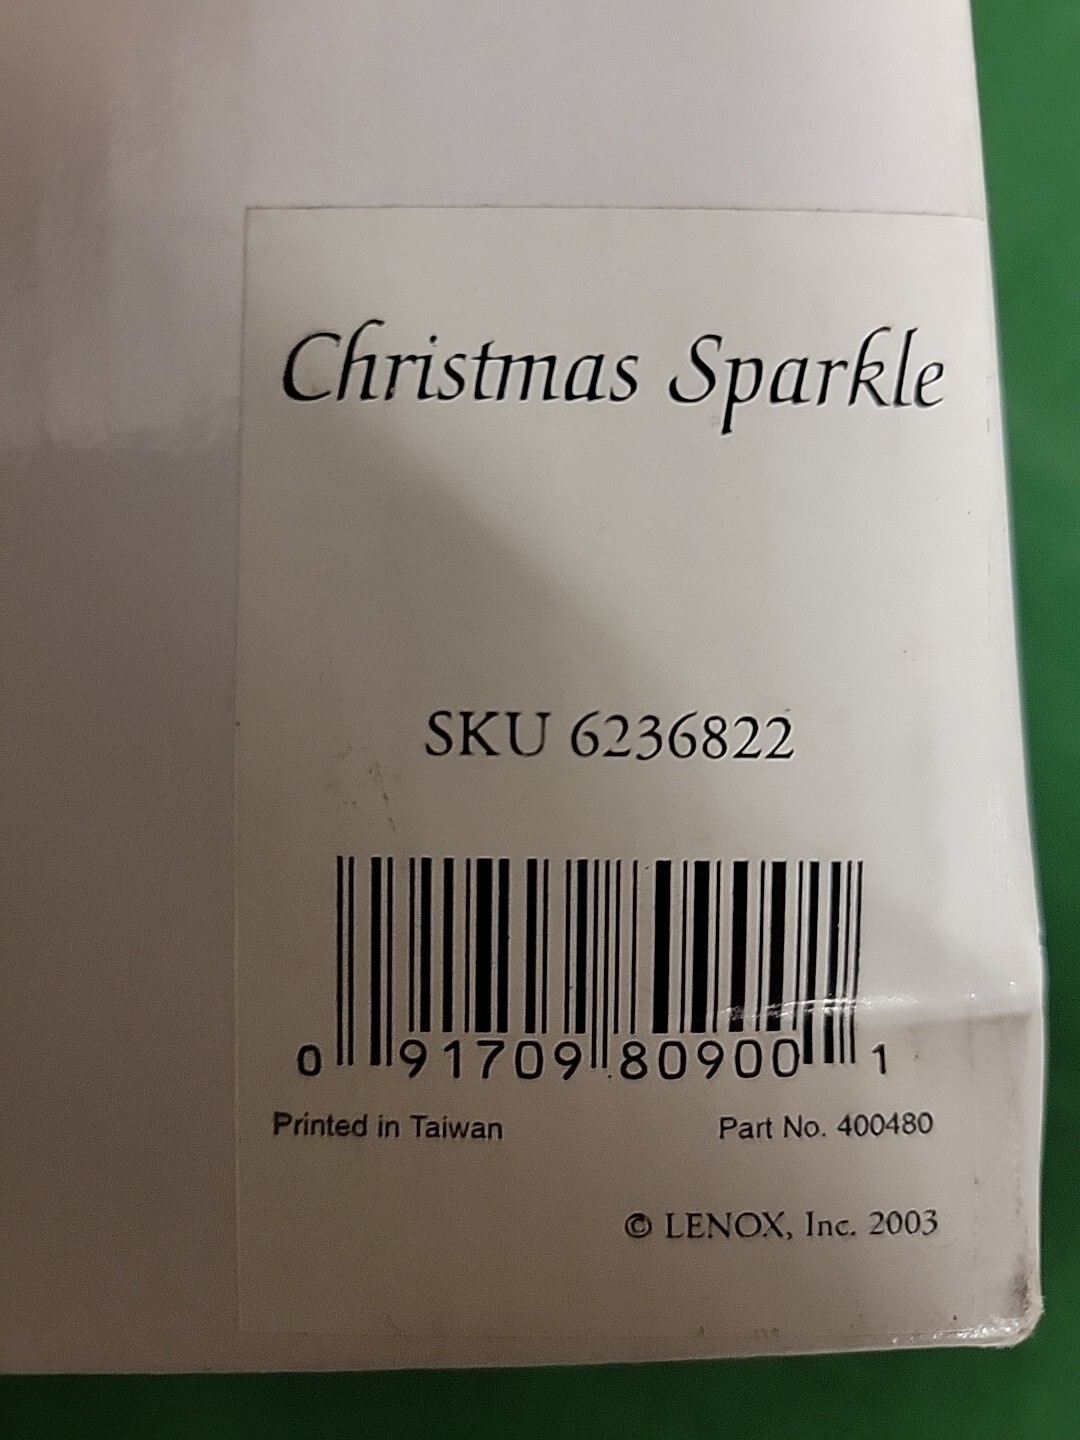 Christmas Sparkle
SKU 6236822
0 91709 80900 1
Printed in Taiwan Part No. 400480
© LENOX, Inc. 2003